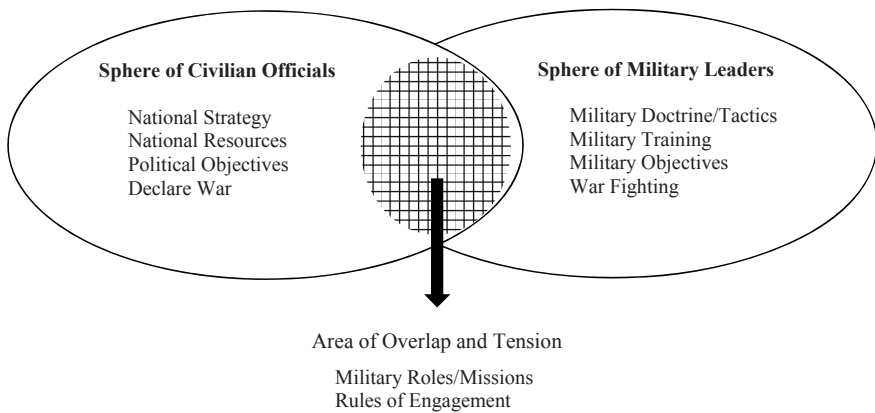 Sphere of Civilian Officials
National Strategy
National Resources
Political Objectives
Declare War
Sphere of Military Leaders
Military Doctrine/Tactics
Military Training
Military Objectives
War Fighting
Area of Overlap and Tension
Military Roles/Missions
Rules of Engagement